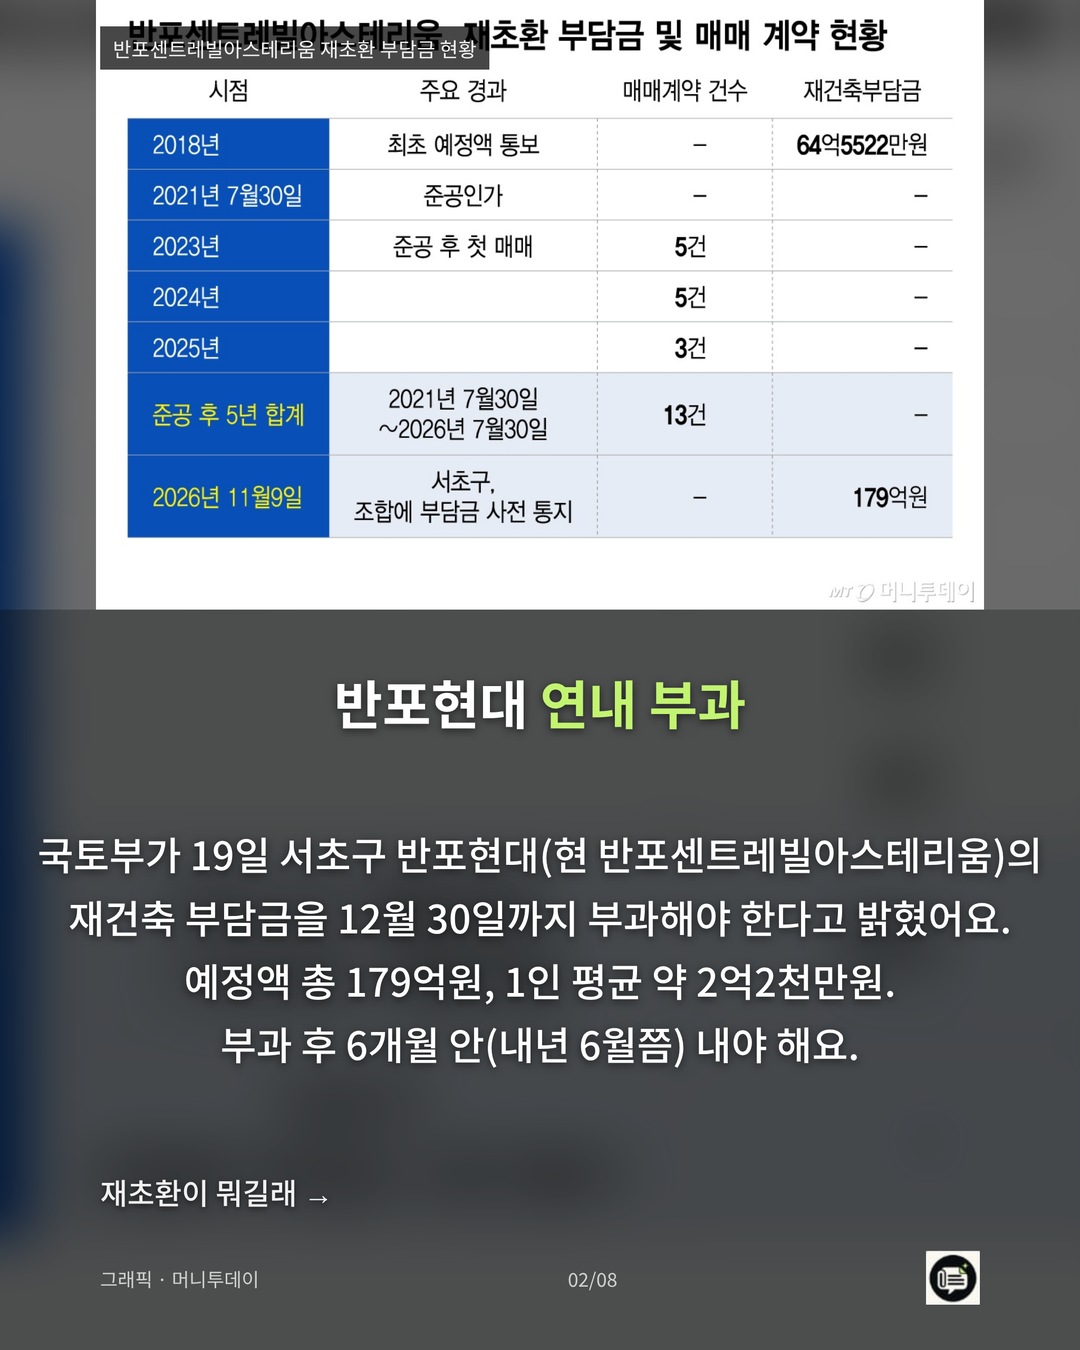 반포센트레빌아스테리움 재초환 부담금 및 매매 계약 현황
반포센트레빌아스테리움 재초환 부담금 현황
시점 주요 경과 매매계약 건수 재건축부담금
2018년 최초 예정액 통보 – 64억5522만원
2021년 7월30일 준공인가 – –
2023년 준공 후 첫 매매 5건 –
2024년 5건 –
2025년 3건 –
준공 후 5년 합계 2021년 7월30일
~2026년 7월30일 13건 –
2026년 11월9일 서초구,
조합에 부담금 사전 통지 – 179억원
MT 머니투데이
반포현대 연내 부과
국토부가 19일 서초구 반포현대(현 반포센트레빌아스테리움)의
재건축 부담금을 12월 30일까지 부과해야 한다고 밝혔어요.
예정액 총 179억원, 1인 평균 약 2억2천만원.
부과 후 6개월 안(내년 6월쯤) 내야 해요.
재초환이 뭐길래 →
그래픽 · 머니투데이 02/08